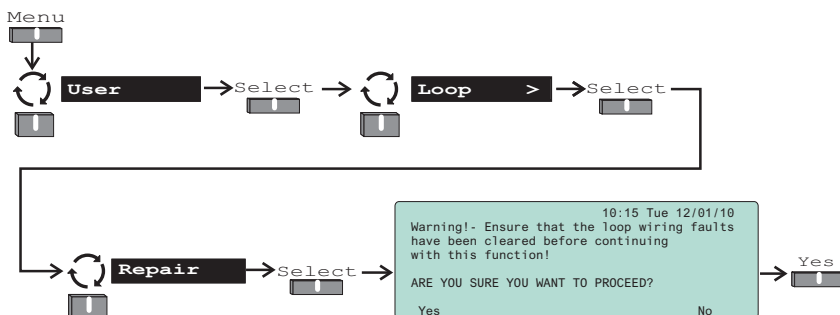 Menu
User Select Loop > Select
Repair Select
10:15 Tue 12/01/10
Warning!- Ensure that the loop wiring faults
have been cleared before continuing
with this function!
ARE YOU SURE YOU WANT TO PROCEED?
Yes No
Yes